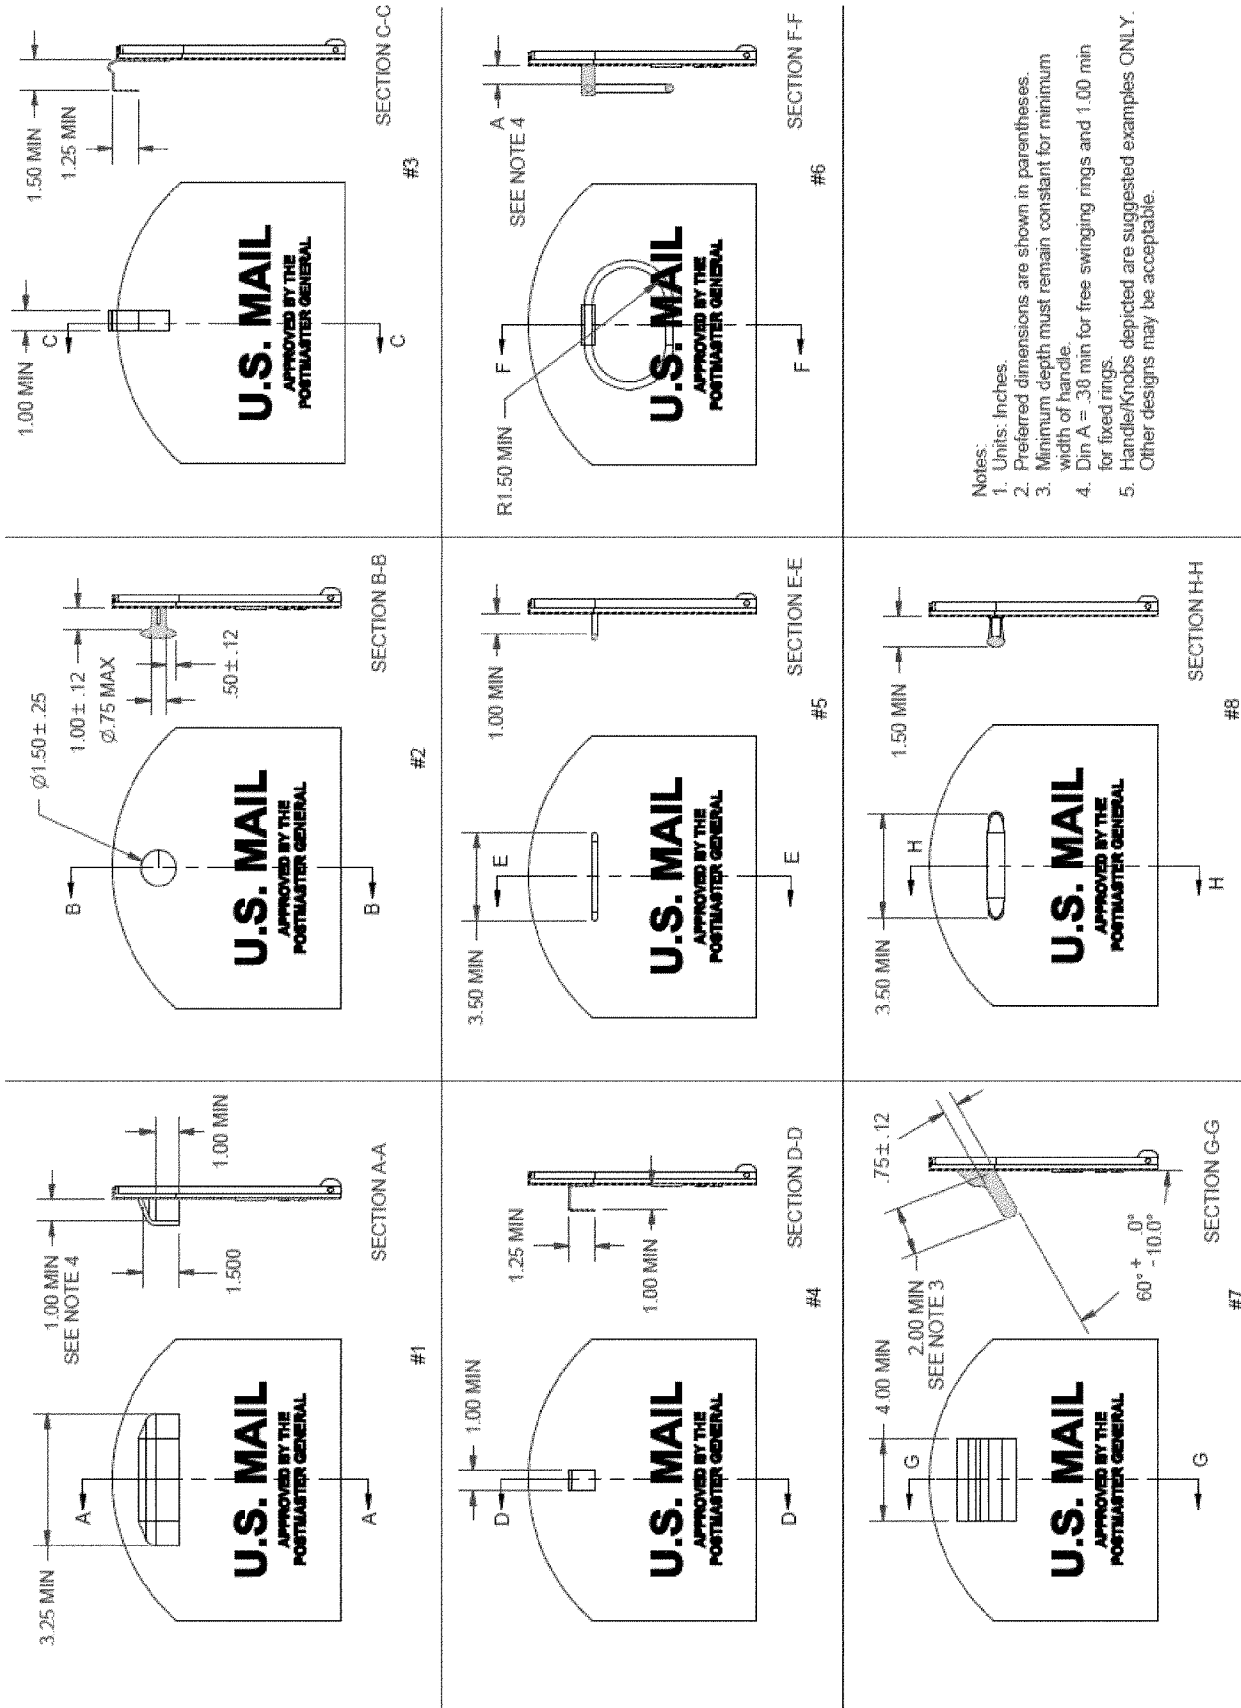 3.25 MIN
A
A
U.S. MAIL
APPROVED BY THE
POSTMASTER GENERAL
1.00 MIN
SEE NOTE 4
1.00 MIN
1.500
SECTION A-A
#1
B
B
Ø1.50 ± .25
U.S. MAIL
APPROVED BY THE
POSTMASTER GENERAL
1.00 ± .12
Ø.75 MAX
.50 ± .12
SECTION B-B
#2
1.00 MIN
C
C
U.S. MAIL
APPROVED BY THE
POSTMASTER GENERAL
1.50 MIN
1.25 MIN
SECTION C-C
#3
1.00 MIN
D
D
U.S. MAIL
APPROVED BY THE
POSTMASTER GENERAL
1.25 MIN
1.00 MIN
SECTION D-D
#4
3.50 MIN
E
E
U.S. MAIL
APPROVED BY THE
POSTMASTER GENERAL
1.00 MIN
SECTION E-E
#5
R1.50 MIN
F
F
U.S. MAIL
APPROVED BY THE
POSTMASTER GENERAL
A
SEE NOTE 4
SECTION F-F
#6
4.00 MIN
G
G
U.S. MAIL
APPROVED BY THE
POSTMASTER GENERAL
2.00 MIN
SEE NOTE 3
.75 ± .12
60° + .0°
- 10.0°
SECTION G-G
#7
3.50 MIN
H
H
U.S. MAIL
APPROVED BY THE
POSTMASTER GENERAL
1.50 MIN
SECTION H-H
#8
Notes:
1. Units: Inches.
2. Preferred dimensions are shown in parentheses.
3. Minimum depth must remain constant for minimum
width of handle.
4. Din A = .38 min for free swinging rings and 1.00 min
for fixed rings.
5. Handle/Knobs depicted are suggested examples ONLY.
Other designs may be acceptable.